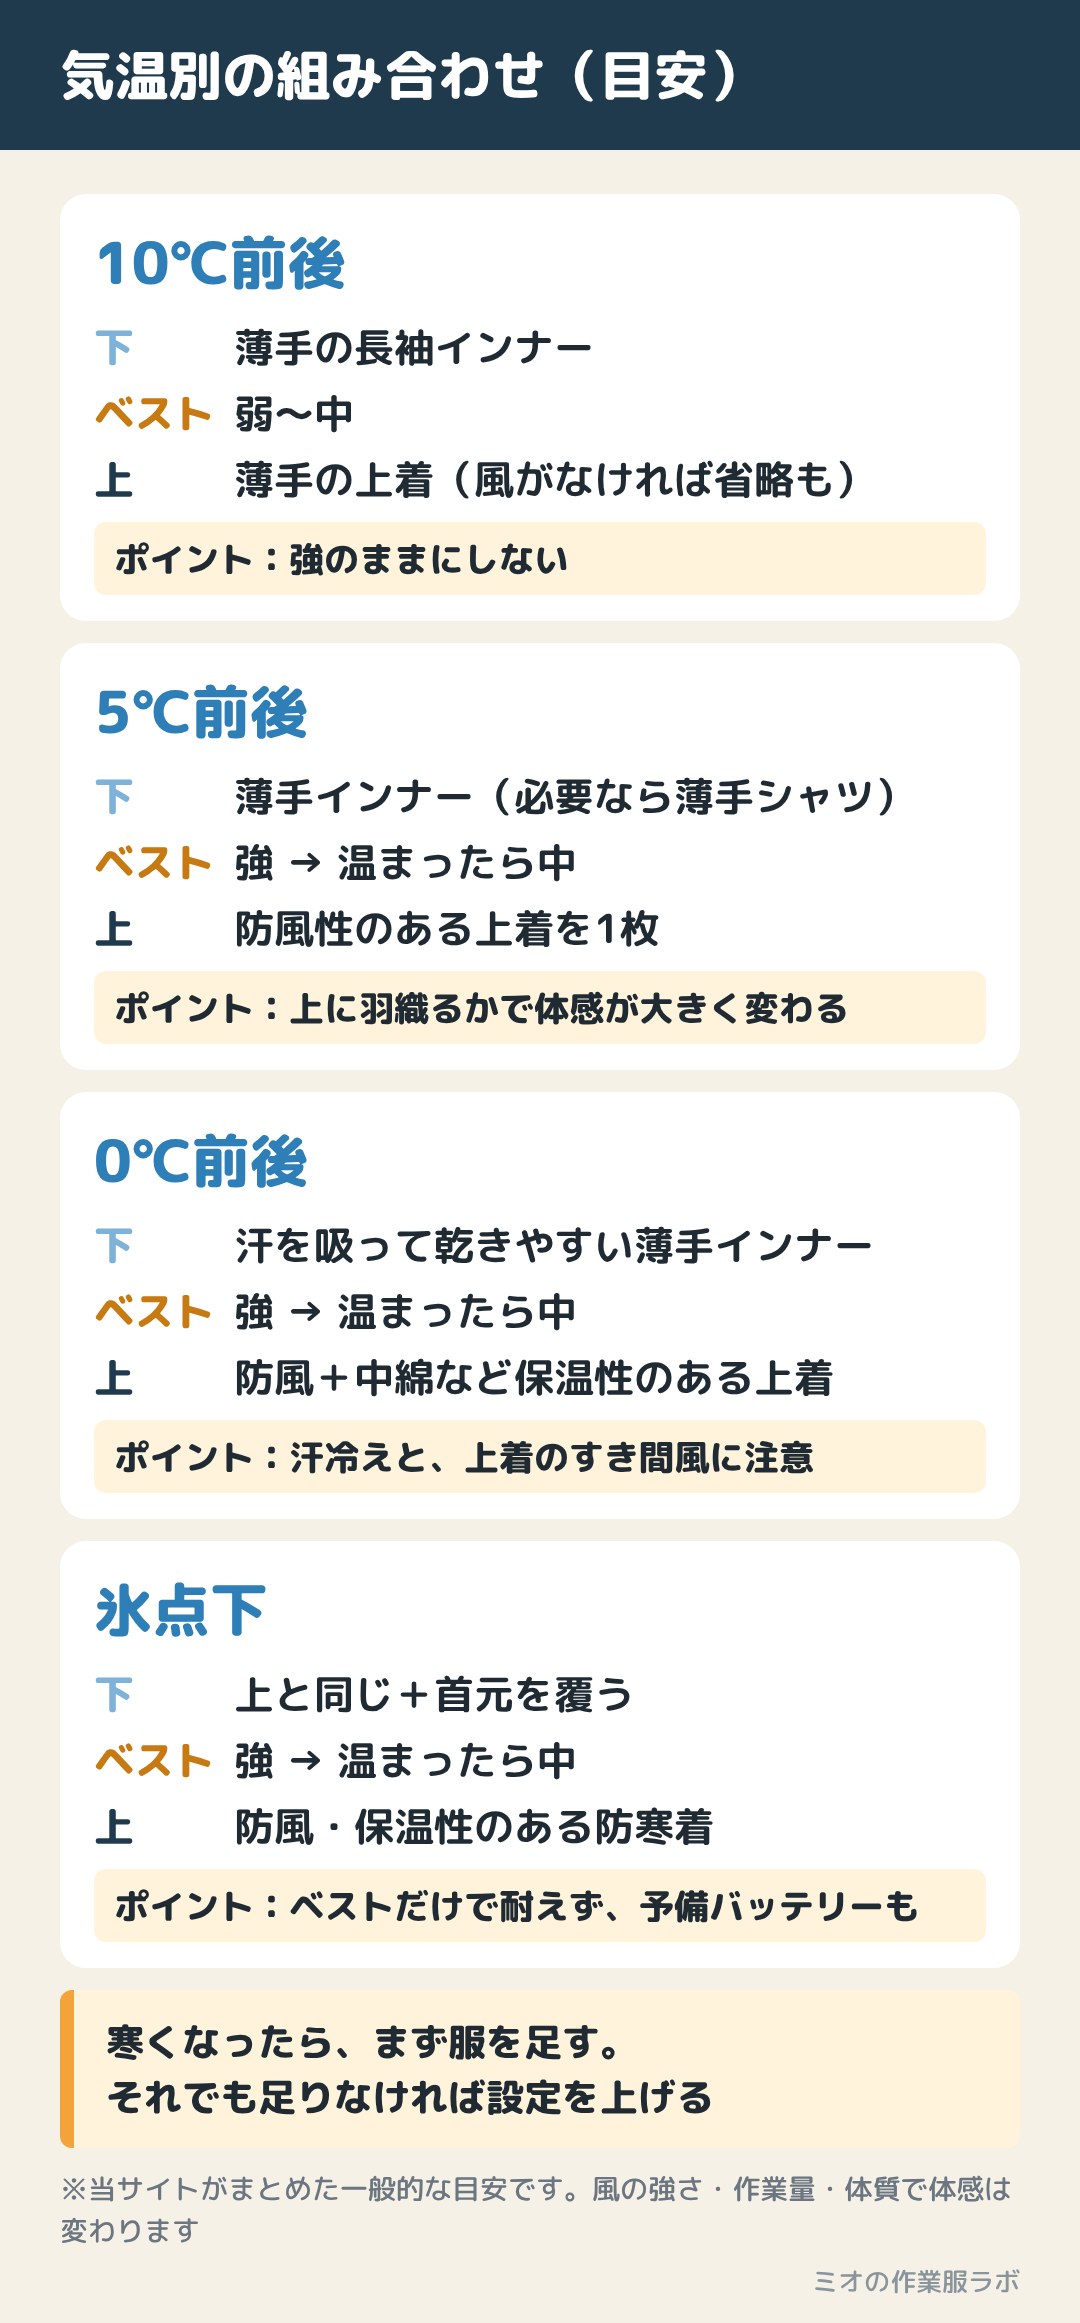 気温別の組み合わせ（目安）
10℃前後
下 薄手の長袖インナー
ベスト 弱〜中
上 薄手の上着（風がなければ省略も）
ポイント：強のままにしない
5℃前後
下 薄手インナー（必要なら薄手シャツ）
ベスト 強 → 温まったら中
上 防風性のある上着を1枚
ポイント：上に羽織るかで体感が大きく変わる
0℃前後
下 汗を吸って乾きやすい薄手インナー
ベスト 強 → 温まったら中
上 防風＋中綿など保温性のある上着
ポイント：汗冷えと、上着のすき間風に注意
氷点下
下 上と同じ＋首元を覆う
ベスト 強 → 温まったら中
上 防風・保温性のある防寒着
ポイント：ベストだけで耐えず、予備バッテリーも
寒くなったら、まず服を足す。
それでも足りなければ設定を上げる
※当サイトがまとめた一般的な目安です。風の強さ・作業量・体質で体感は
変わります
ミオの作業服ラボ